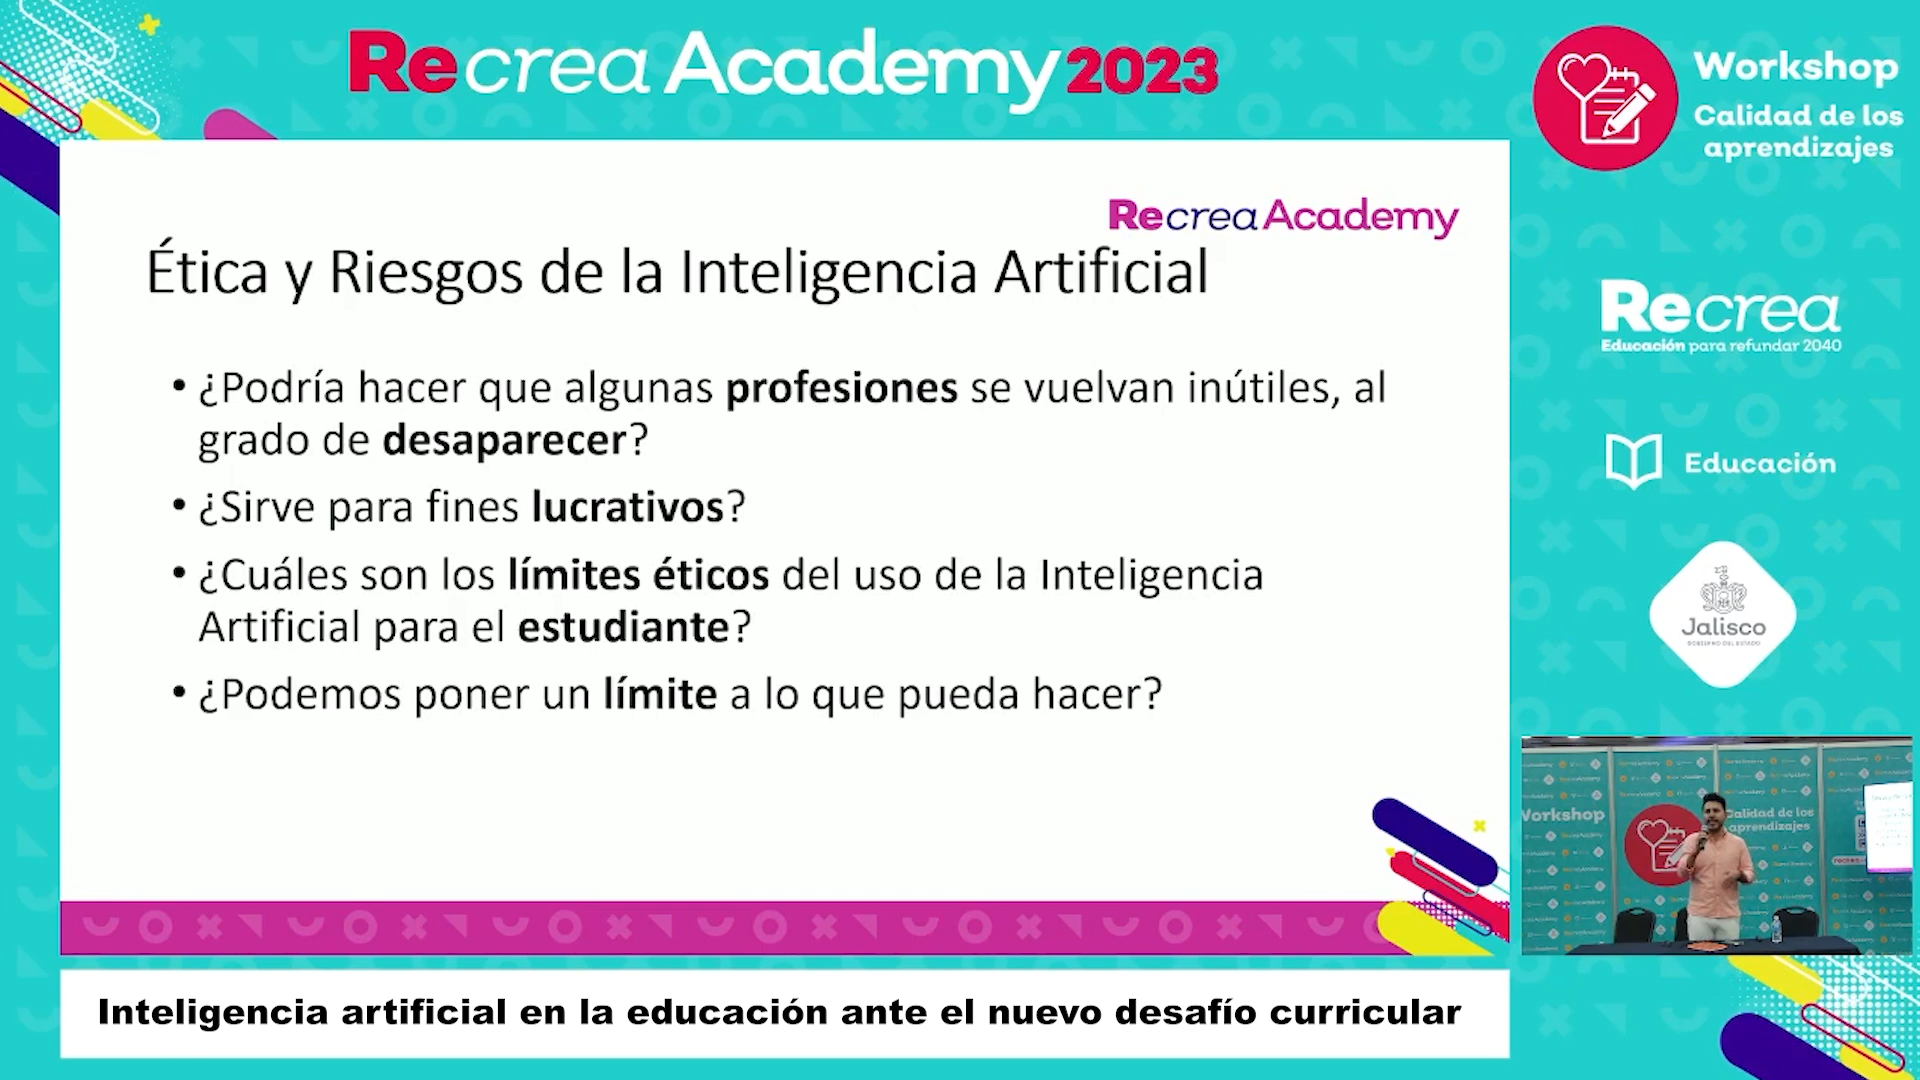 Recrea Academy 2023
Workshop
Calidad de los
aprendizajes
Recrea Academy
Ética y Riesgos de la Inteligencia Artificial
• ¿Podría hacer que algunas profesiones se vuelvan inútiles, al
grado de desaparecer?
• ¿Sirve para fines lucrativos?
• ¿Cuáles son los límites éticos del uso de la Inteligencia
Artificial para el estudiante?
• ¿Podemos poner un límite a lo que pueda hacer?
Recrea
Educación para refundar 2040
Educación
Jalisco
GOBIERNO DEL ESTADO
Workshop
Calidad de los
aprendizajes
Inteligencia artificial en la educación ante el nuevo desafío curricular